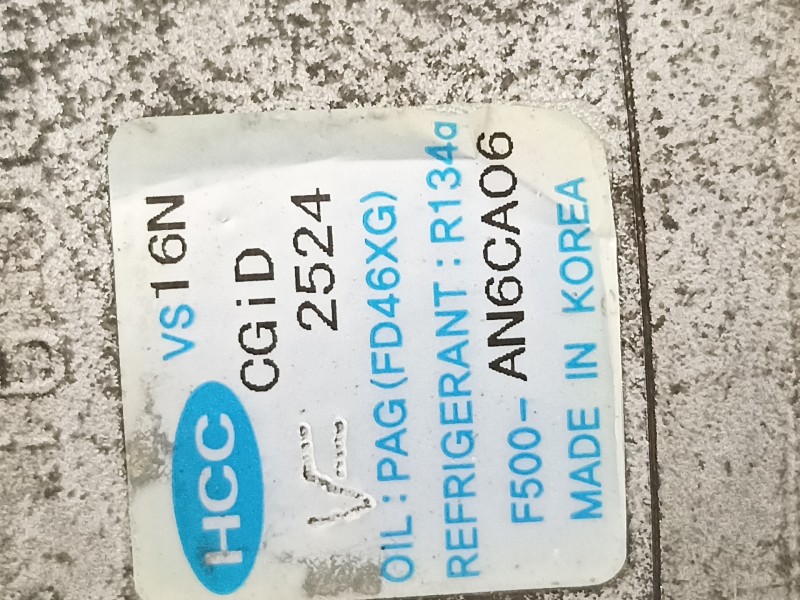 HCC VS16N
CGiD
2524
OIL:PAG(FD46XG)
REFRIGERANT:R134a
F500-AN6CA06
MADE IN KOREA